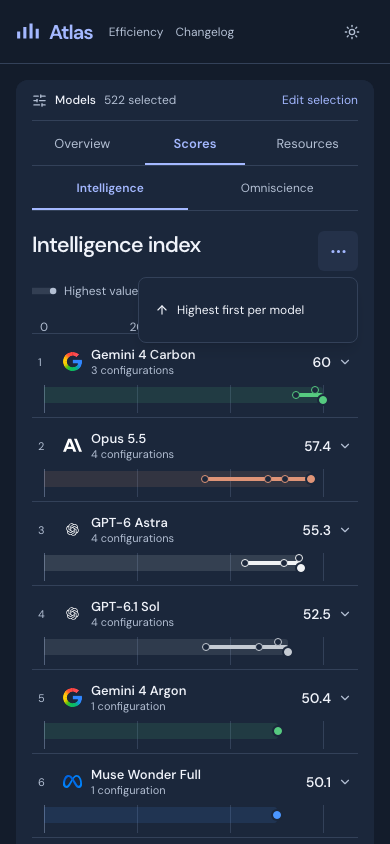 Atlas Efficiency Changelog
Models 522 selected Edit selection
Overview Scores Resources
Intelligence Omniscience
Intelligence index
Highest value
Highest first per model
0
1 Gemini 4 Carbon 60
3 configurations
2 Opus 5.5 57.4
4 configurations
3 GPT-6 Astra 55.3
4 configurations
4 GPT-6.1 Sol 52.5
4 configurations
5 Gemini 4 Argon 50.4
1 configuration
6 Muse Wonder Full 50.1
1 configuration